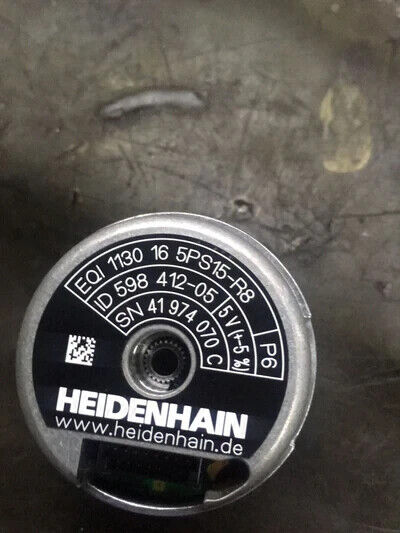 EQI 1130 16 5PS15-R8 P6
ID 598 412-05 5V(+-5 %)
SN 41 974 070 C
HEIDENHAIN
www.heidenhain.de